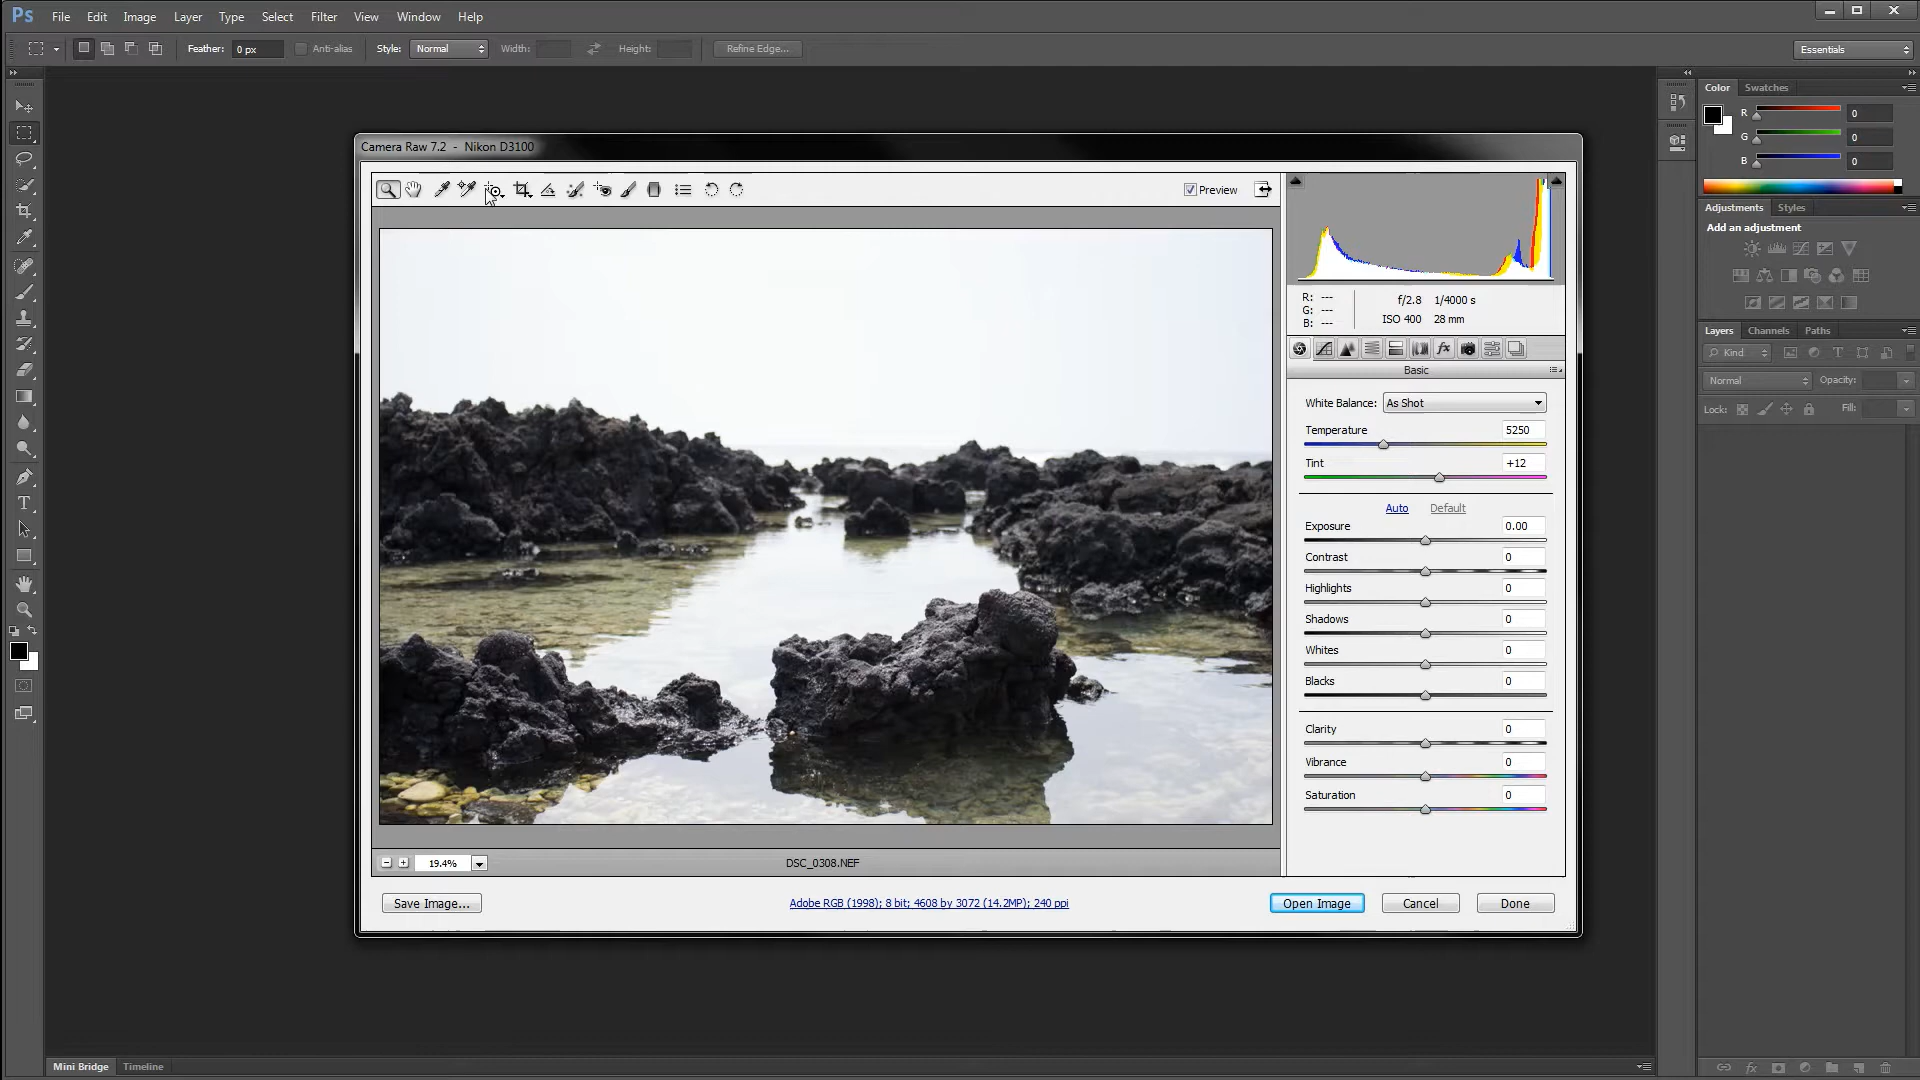 Ps File Edit Image Layer Type Select Filter View Window Help
Feather: 0 px Anti-alias Style: Normal Width: Height: Refine Edge... Essentials
Color Swatches
R 0
G 0
B 0
Adjustments Styles
Add an adjustment
Layers Channels Paths
Kind
Normal Opacity:
Lock: Fill:
Camera Raw 7.2 - Nikon D3100
Preview
R: ---
G: ---
B: ---
f/2.8 1/4000 s
ISO 400 28 mm
Basic
White Balance: As Shot
Temperature 5250
Tint +12
Auto Default
Exposure 0.00
Contrast 0
Highlights 0
Shadows 0
Whites 0
Blacks 0
Clarity 0
Vibrance 0
Saturation 0
19.4% DSC_0308.NEF
Save Image... Adobe RGB (1998); 8 bit; 4608 by 3072 (14.2MP); 240 ppi Open Image Cancel Done
Mini Bridge Timeline